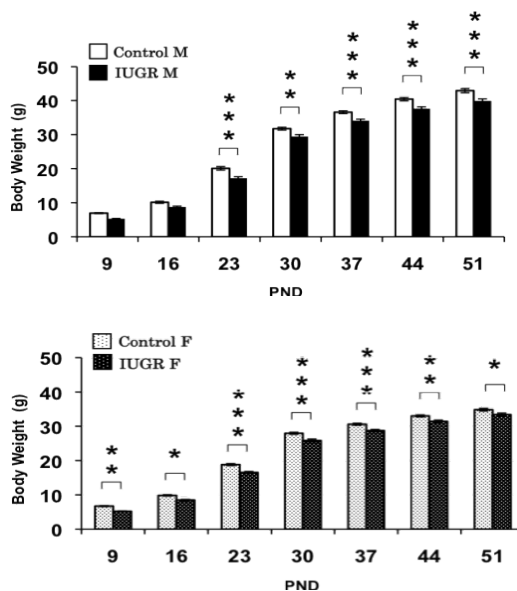 Control M
IUGR M
Body Weight (g)
50
40
30
20
10
0
***
**
***
***
***
9 16 23 30 37 44 51
PND
Control F
IUGR F
Body Weight (g)
50
40
30
20
10
0
**
*
***
***
***
**
*
9 16 23 30 37 44 51
PND